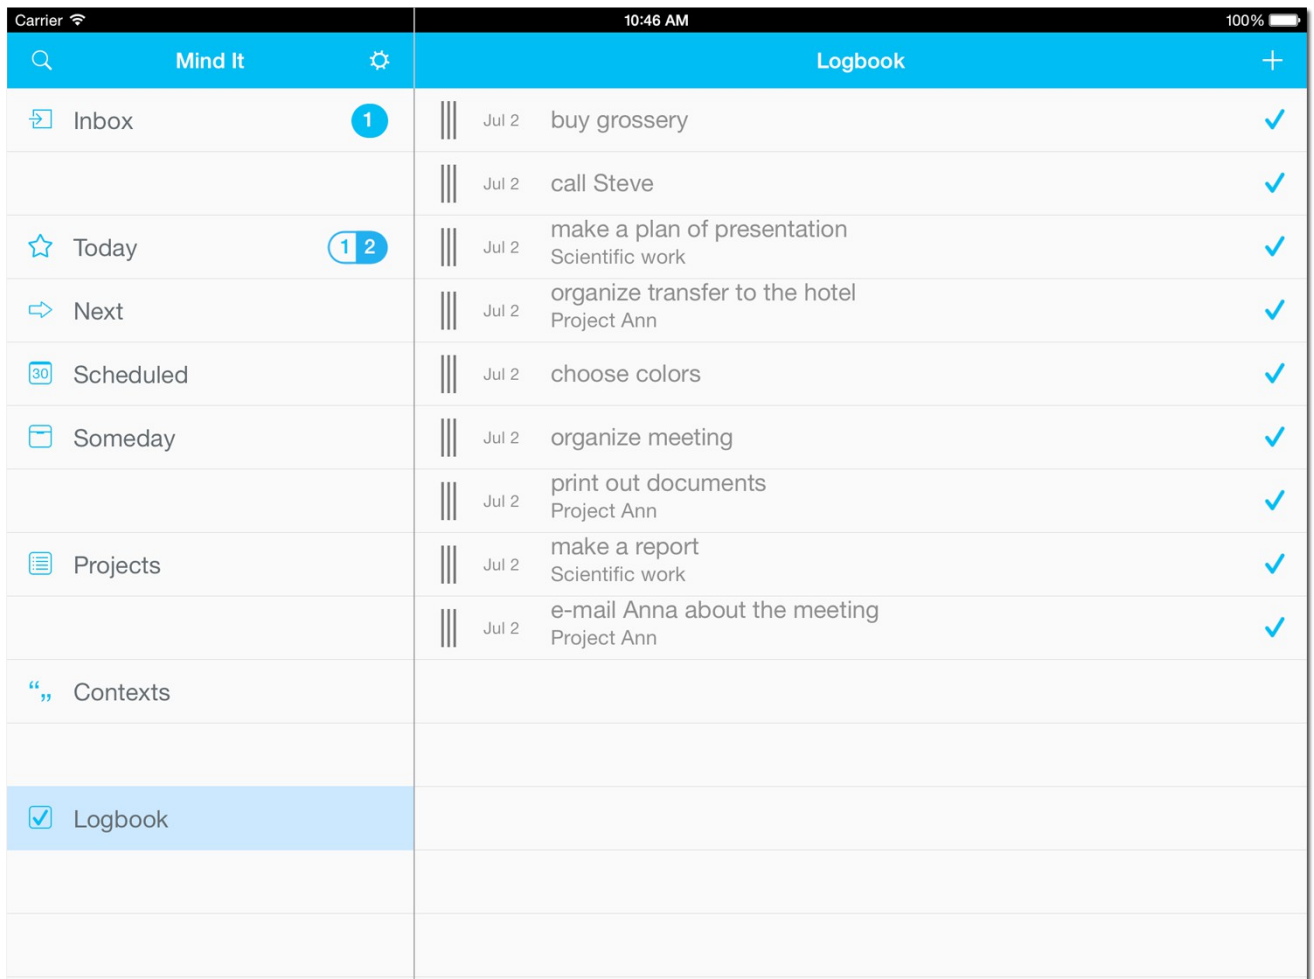 Carrier
10:46 AM
100%
Mind It
Logbook
Inbox
1
Today
1 2
Next
30
Scheduled
Someday
Projects
“„ Contexts
Logbook
Jul 2 buy grossery
Jul 2 call Steve
Jul 2 make a plan of presentation
Scientific work
Jul 2 organize transfer to the hotel
Project Ann
Jul 2 choose colors
Jul 2 organize meeting
Jul 2 print out documents
Project Ann
Jul 2 make a report
Scientific work
Jul 2 e-mail Anna about the meeting
Project Ann